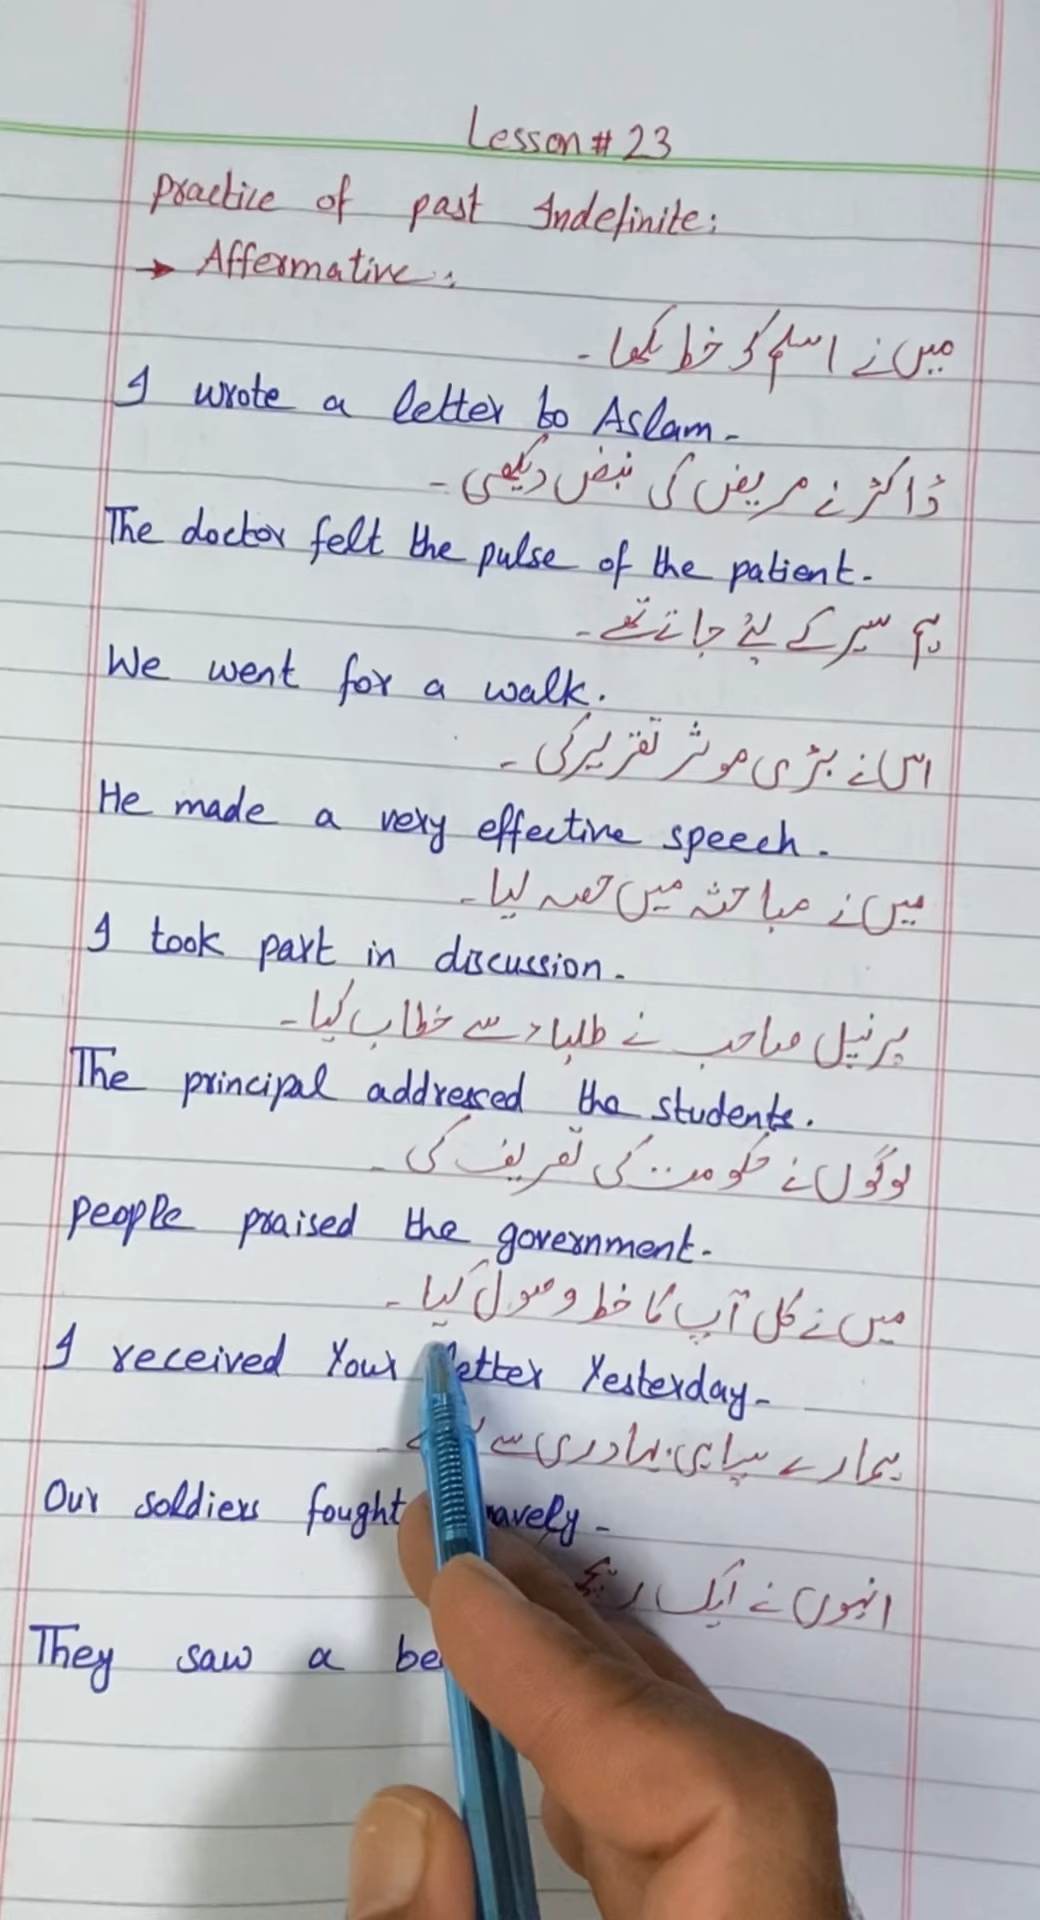 Lesson # 23
Practice of past Indefinite:
→ Affermative:
میں نے اسلم کو خط لکھا ۔
I wrote a letter to Aslam.
ڈاکٹر نے مریض کی نبض دیکھی ۔
The doctor felt the pulse of the patient.
ہم سیر کے لیے جاتے تھے ۔
We went for a walk.
اس نے بڑی موثر تقریر کی ۔
He made a very effective speech.
میں نے مباحثہ میں حصہ لیا ۔
I took part in discussion.
پرنسپل صاحب نے طلباء سے خطاب کیا ۔
The principal addressed the students.
لوگوں نے حکومت کی تعریف کی ۔
People praised the government.
میں نے کل آپ کا خط وصول کیا ۔
I received Your letter Yesterday.
ہمارے سپاہی بہادری سے
Our soldiers fought
انہوں نے ایک
They saw a